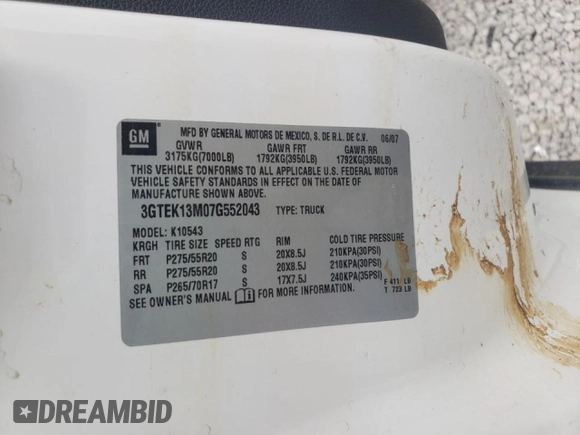 GM
MFD BY GENERAL MOTORS DE MEXICO, S. DE R.L. DE C.V. 06/07
GVWR GAWR FRT GAWR RR
3175KG(7000LB) 1792KG(3950LB) 1792KG(3950LB)
THIS VEHICLE CONFORMS TO ALL APPLICABLE U.S. FEDERAL MOTOR
VEHICLE SAFETY STANDARDS IN EFFECT ON THE DATE OF
MANUFACTURE SHOWN ABOVE.
3GTEK13M07G552043 TYPE: TRUCK
MODEL: K10543
KRGH TIRE SIZE SPEED RTG RIM COLD TIRE PRESSURE
FRT P275/55R20 S 20X8.5J 210KPA(30PSI)
RR P275/55R20 S 20X8.5J 210KPA(30PSI)
SPA P265/70R17 S 17X7.5J 240KPA(35PSI)
SEE OWNER'S MANUAL FOR MORE INFORMATION.
F 411 LB
T 723 LB
DREAMBID